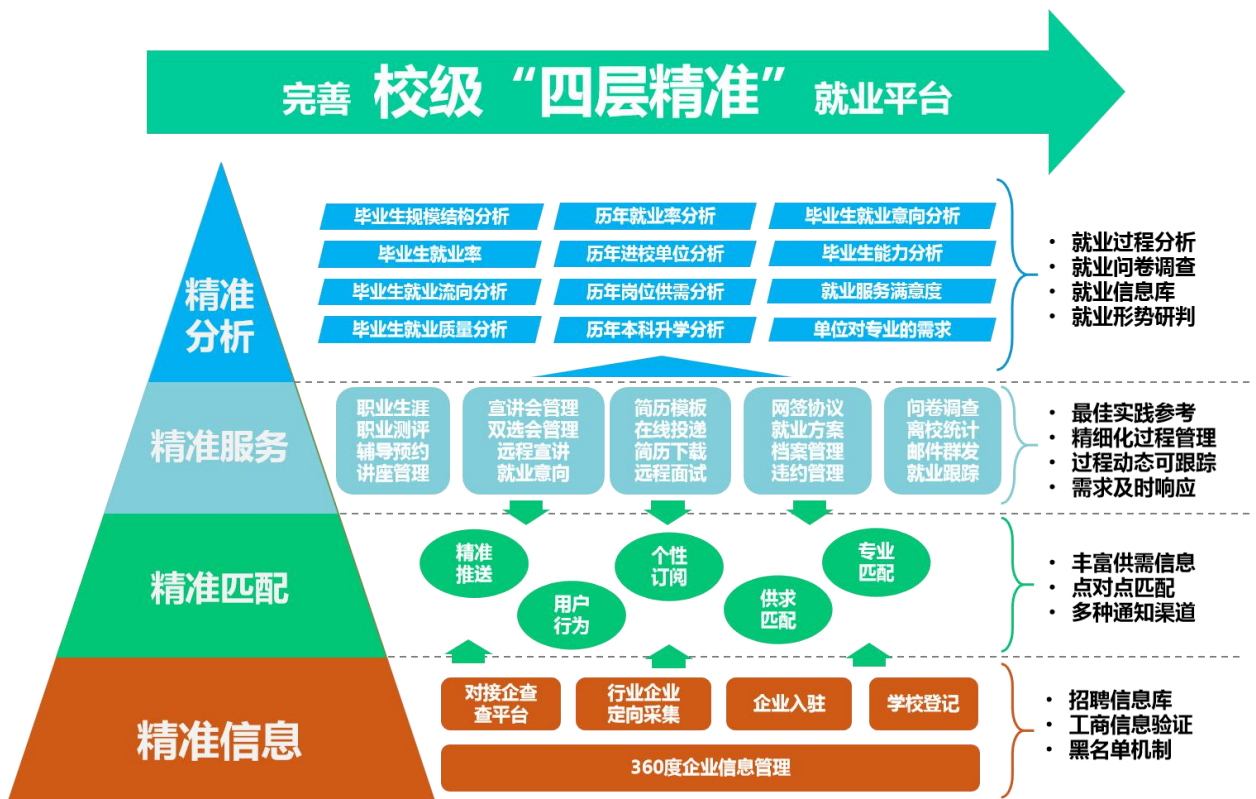 完善 校级“四层精准”就业平台
精准
分析
毕业生规模结构分析
历年就业率分析
毕业生就业意向分析
毕业生就业率
历年进校单位分析
毕业生能力分析
毕业生就业流向分析
历年岗位供需分析
就业服务满意度
毕业生就业质量分析
历年本科升学分析
单位对专业的需求
• 就业过程分析
• 就业问卷调查
• 就业信息库
• 就业形势研判
精准服务
职业生涯
职业测评
辅导预约
讲座管理
宣讲会管理
双选会管理
远程宣讲
就业意向
简历模板
在线投递
简历下载
远程面试
网签协议
就业方案
档案管理
违约管理
问卷调查
离校统计
邮件群发
就业跟踪
• 最佳实践参考
• 精细化过程管理
• 过程动态可跟踪
• 需求及时响应
精准匹配
精准
推送
用户
行为
个性
订阅
供求
匹配
专业
匹配
• 丰富供需信息
• 点对点匹配
• 多种通知渠道
精准信息
对接企查
查平台
行业企业
定向采集
企业入驻
学校登记
360度企业信息管理
• 招聘信息库
• 工商信息验证
• 黑名单机制